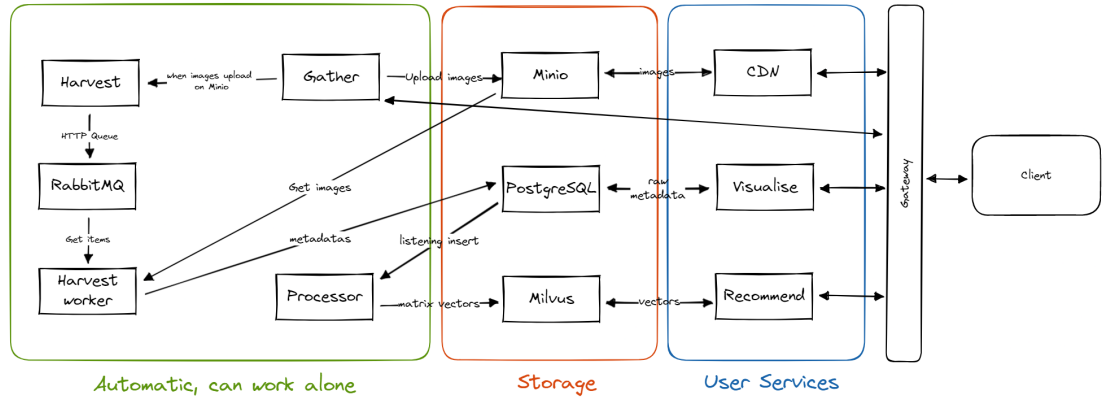 Harvest
when images upload
on Minio
Gather
Upload images
Minio
images
CDN
HTTP Queue
RabbitMQ
Get images
PostgreSQL
raw
metadata
Visualise
Gateway
Client
Get items
metadatas
listening insert
Harvest
worker
Processor
matrix vectors
Milvus
vectors
Recommend
Automatic, can work alone
Storage
User Services